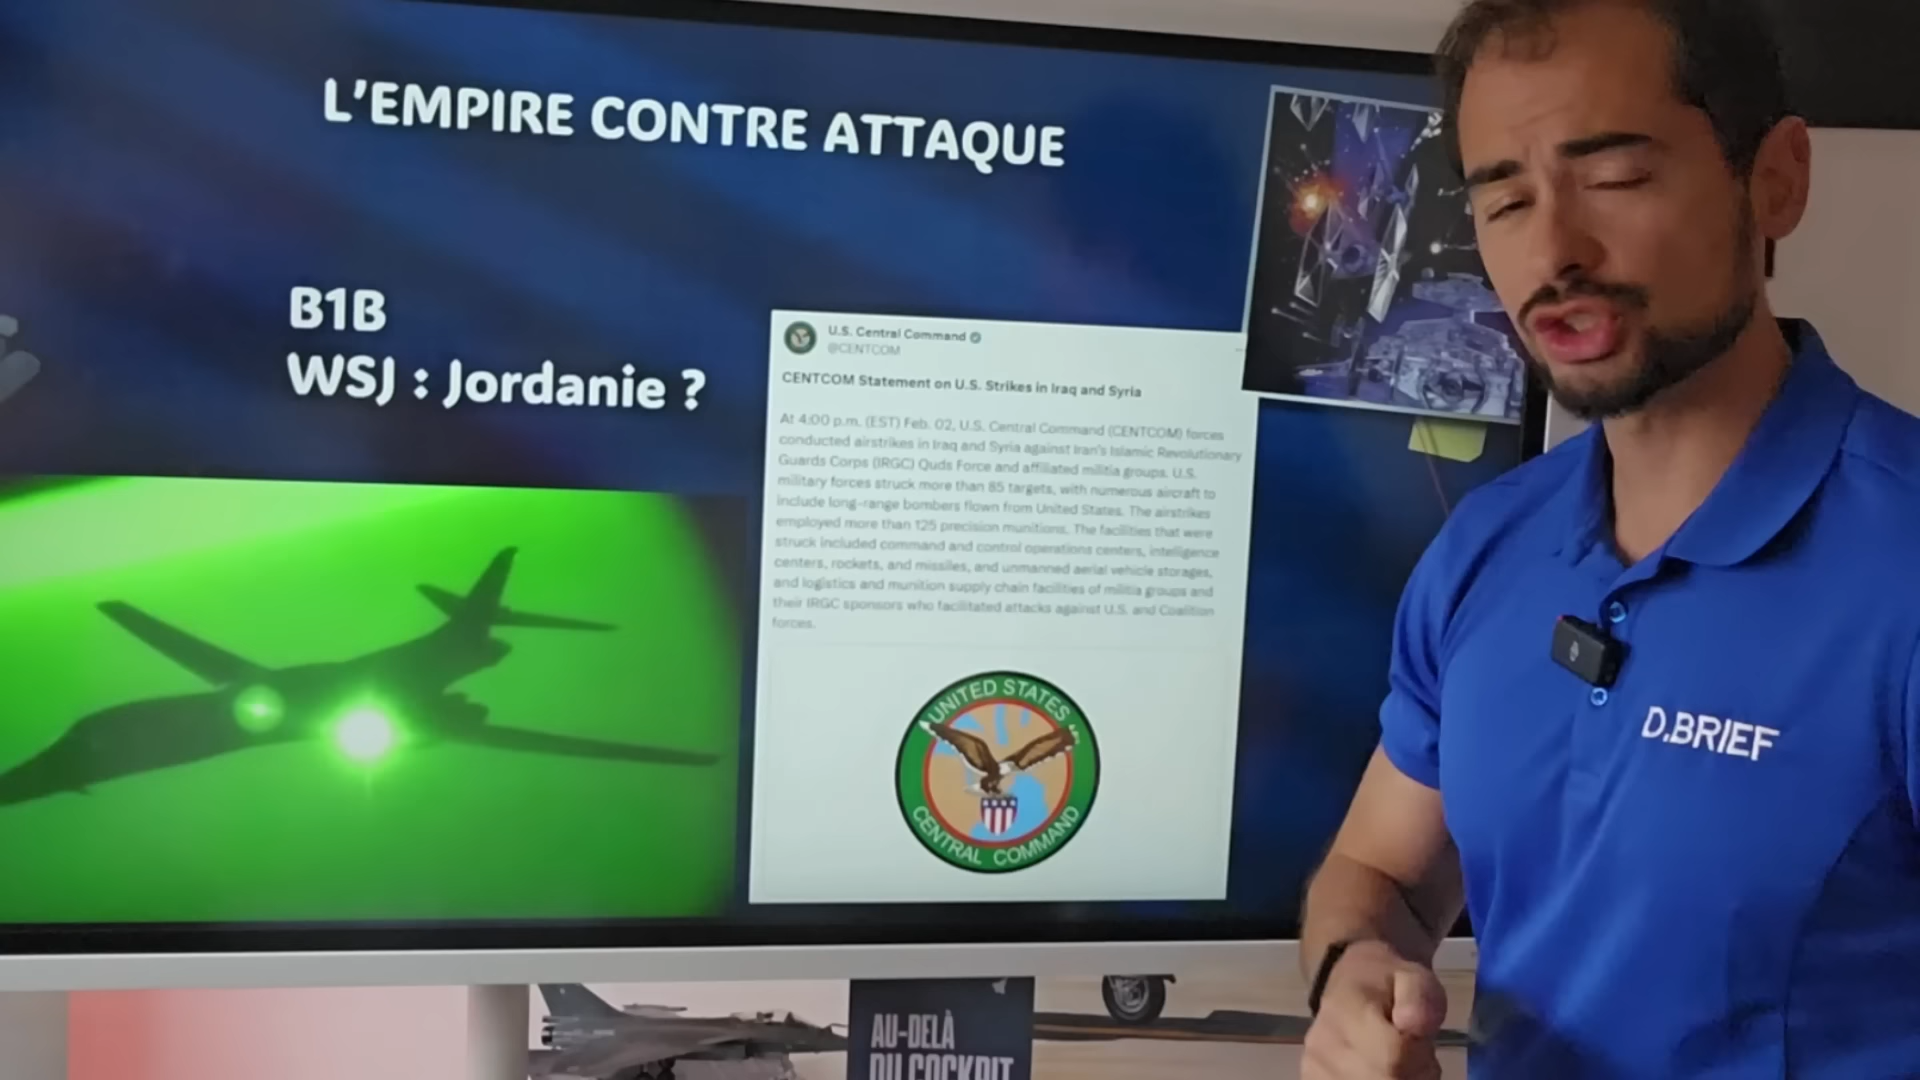 L'EMPIRE CONTRE ATTAQUE
B1B
WSJ : Jordanie ?
U.S. Central Command
@CENTCOM
CENTCOM Statement on U.S. Strikes in Iraq and Syria
At 4:00 p.m. (EST) Feb. 02, U.S. Central Command (CENTCOM) forces
conducted airstrikes in Iraq and Syria against Iran's Islamic Revolutionary
Guards Corps (IRGC) Quds Force and affiliated militia groups. U.S.
military forces struck more than 85 targets, with numerous aircraft to
include long-range bombers flown from United States. The airstrikes
employed more than 125 precision munitions. The facilities that were
struck included command and control operations centers, intelligence
centers, rockets, and missiles, and unmanned aerial vehicle storages,
and logistics and munition supply chain facilities of militia groups and
their IRGC sponsors who facilitated attacks against U.S. and Coalition
forces.
UNITED STATES
CENTRAL COMMAND
D.BRIEF
AU-DELÀ
DU COCKPIT